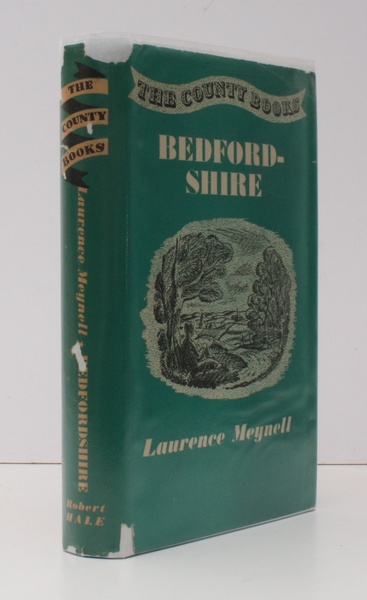 THE COUNTY BOOKS
BEDFORD-
SHIRE
Laurence Meynell
THE
COUNTY
BOOKS
Laurence Meynell
BEDFORDSHIRE
Robert
HALE